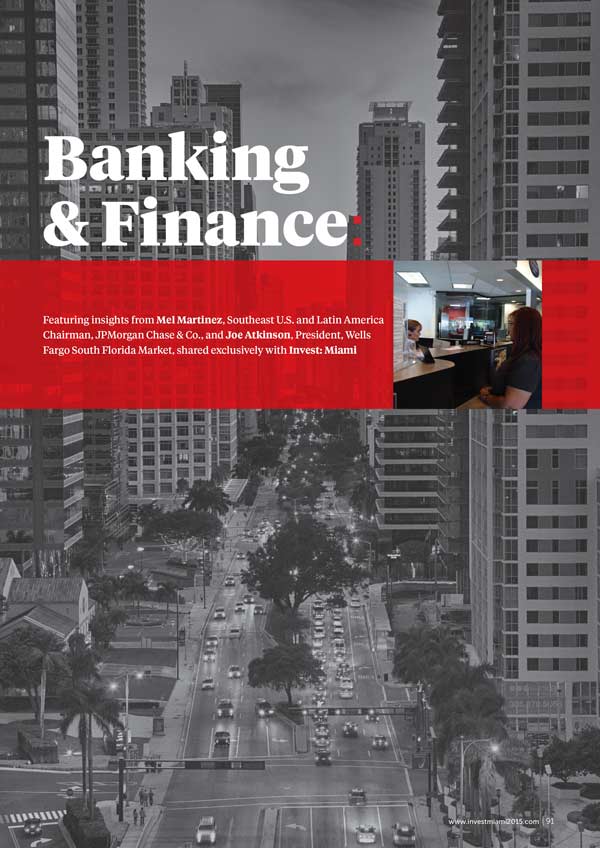 Banking
& Finance:
Featuring insights from Mel Martinez, Southeast U.S. and Latin America
Chairman, JPMorgan Chase & Co., and Joe Atkinson, President, Wells
Fargo South Florida Market, shared exclusively with Invest: Miami
www.investmiami2015.com | 91